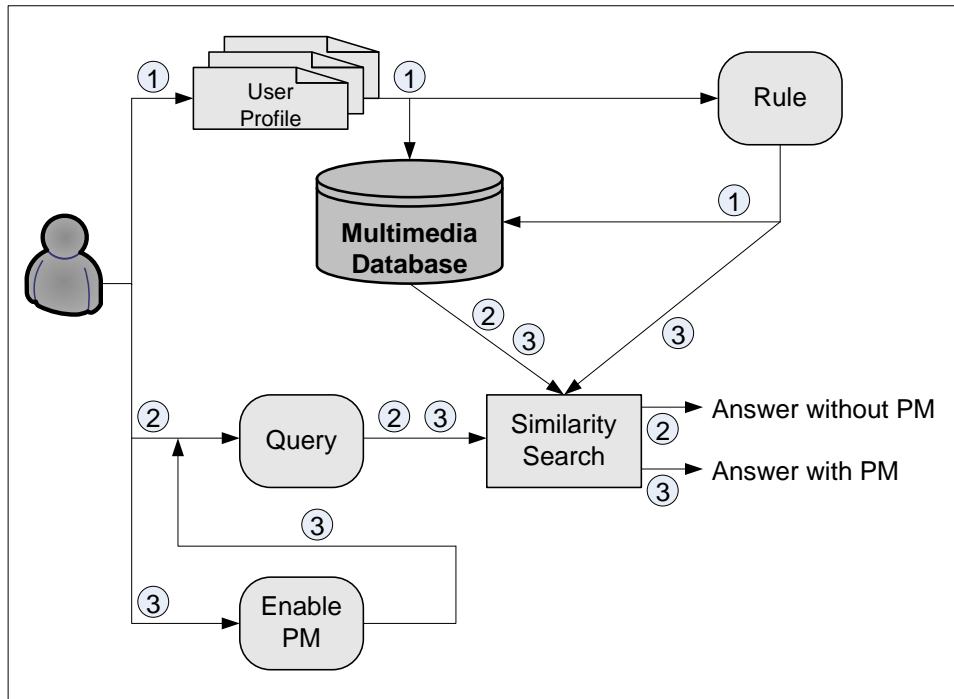 1
User
Profile
1
Rule
1
Multimedia
Database
2
3
3
2
Query
2 3
Similarity
Search
Answer without PM
2
Answer with PM
3
3
3
Enable
PM